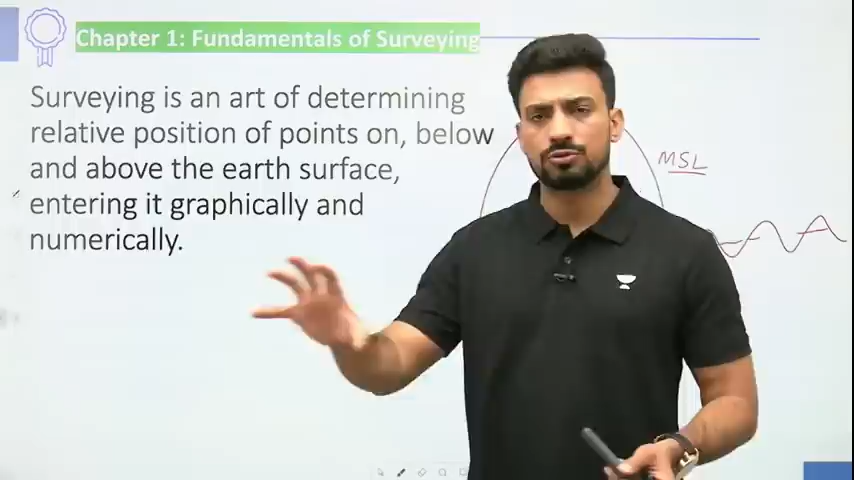 Chapter 1: Fundamentals of Surveying
Surveying is an art of determining
relative position of points on, below
and above the earth surface,
entering it graphically and
numerically.
MSL